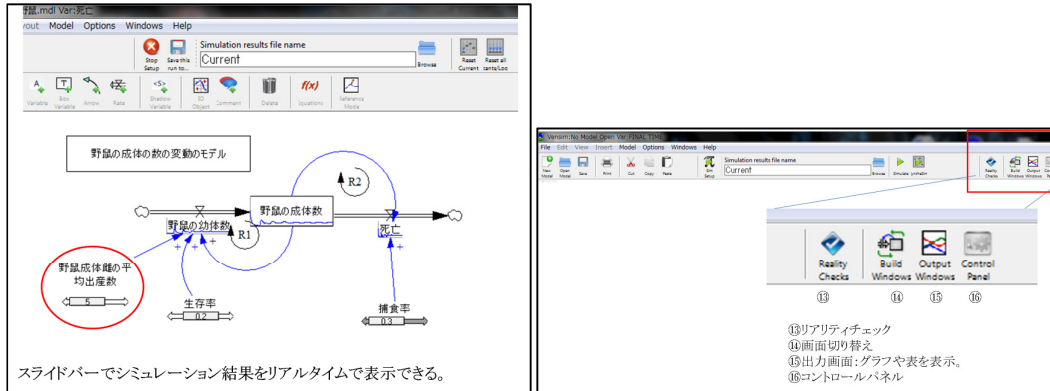 野鼠.mdl Var:死亡
yout Model Options Windows Help
Stop Setup
Save this run to...
Simulation results file name
Current
Browse
Reset Current
Reset all
Variable
Box Variable
Arrow
Rate
<S>
Shadow Variable
IO Object
Comment
Delete
f(x)
Equations
Reference Mode
野鼠の成体の数の変動のモデル
R2
野鼠の成体数
野鼠の幼体数
R1
死亡
+ + +
+
野鼠成体雌の平
均出産数
5
生存率
0.2
捕食率
0.3
スライドバーでシミュレーション結果をリアルタイムで表示できる。
Vensim:No Model Open Var:FINAL TIME
File Edit View Insert Model Options Windows Help
New Model
Open Model
Save
Print
Cut
Copy
Paste
Sim Setup
Simulation results file name
Current
Browse
Simulate
SyntheSim
Reality Checks
Build Windows
Output Windows
Reality Checks
Build Windows
Output Windows
Control Panel
⑬ ⑭ ⑮ ⑯
⑬リアリティチェック
⑭画面切り替え
⑮出力画面:グラフや表を表示。
⑯コントロールパネル